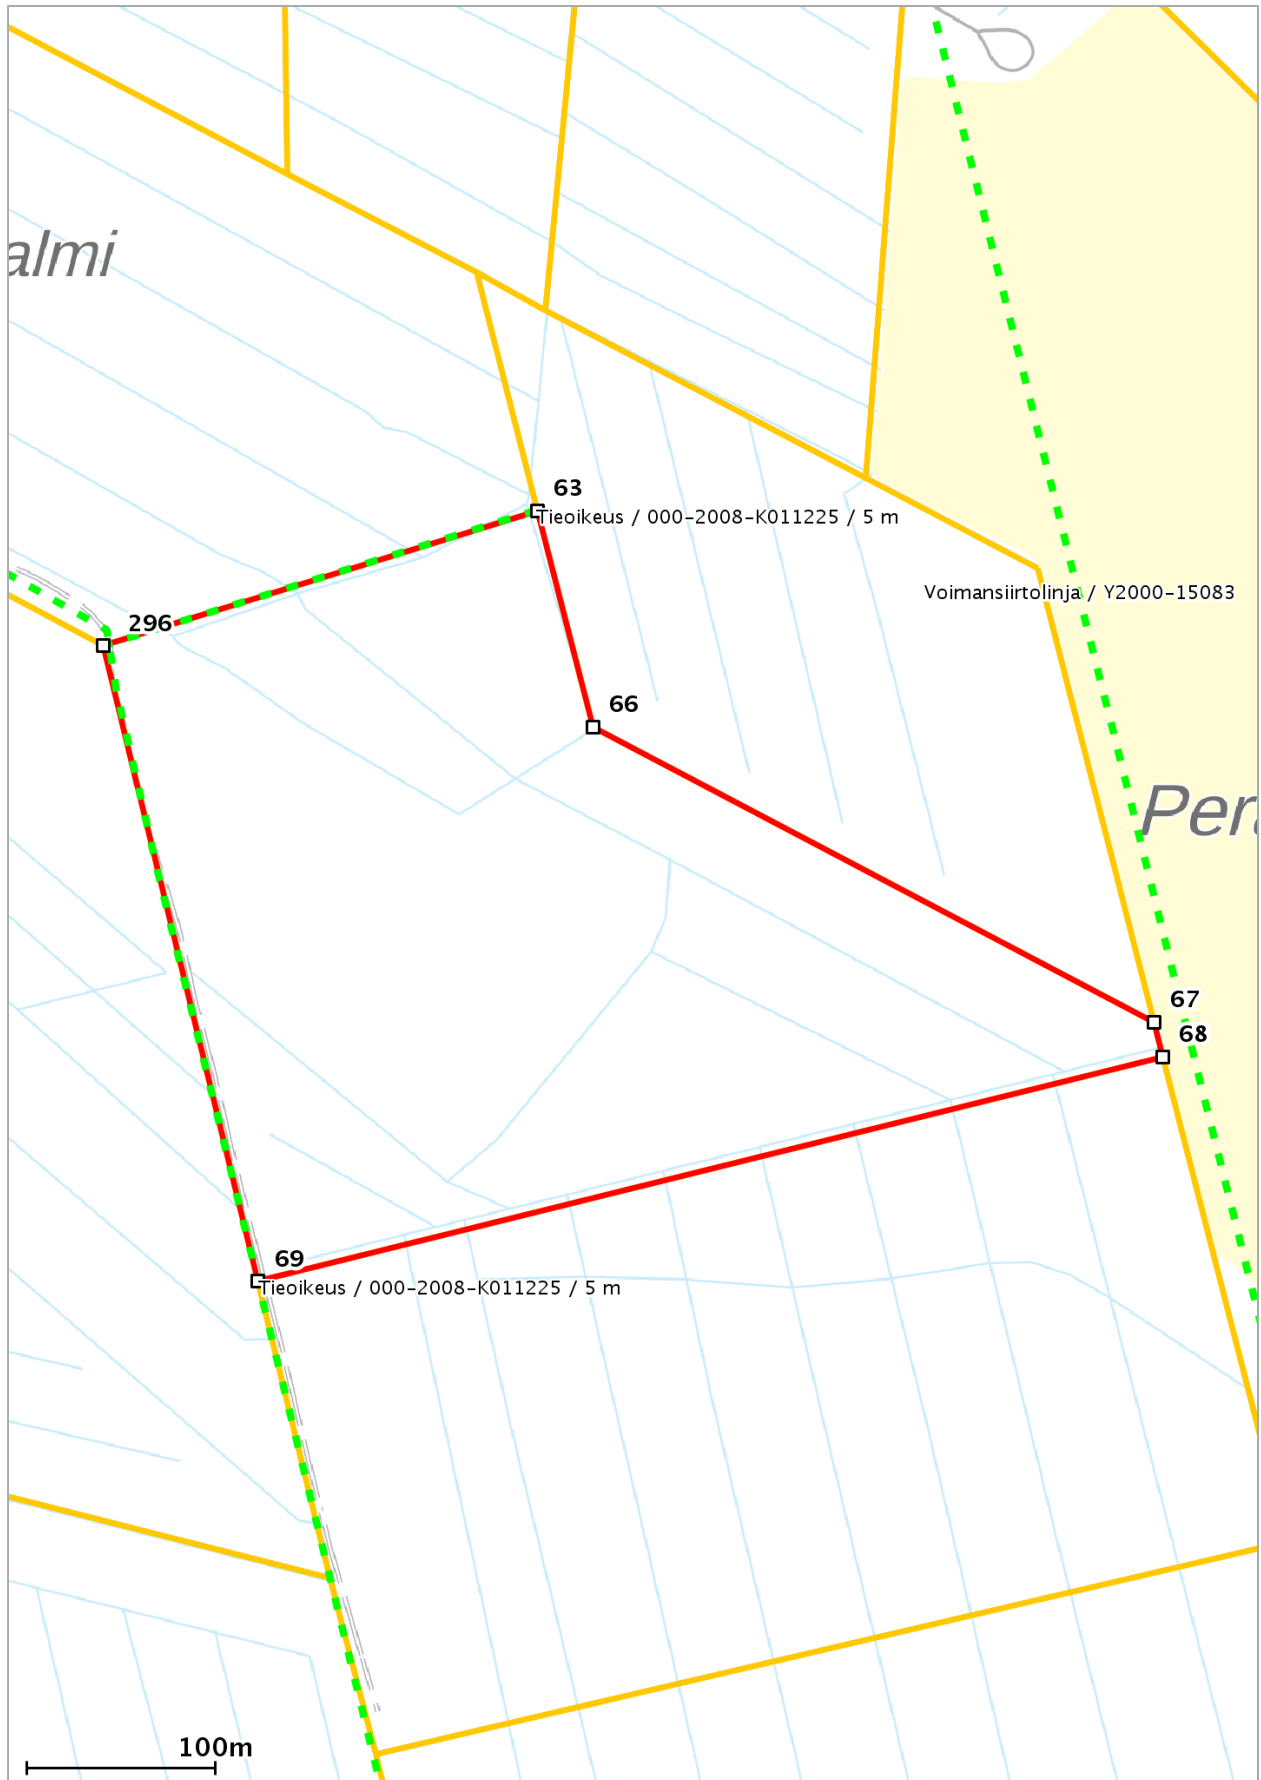 almi
63
Tieoikeus / 000-2008-K011225 / 5 m
Voimansiirtolinja / Y2000-15083
296
66
Per
67
68
69
Tieoikeus / 000-2008-K011225 / 5 m
100m